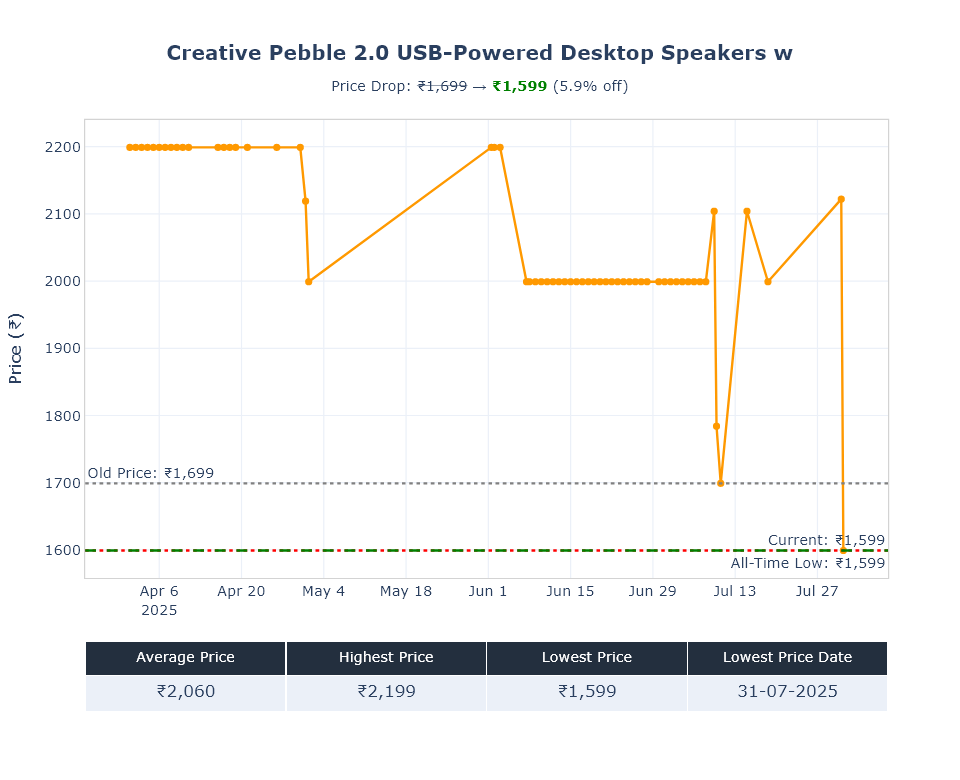 Creative Pebble 2.0 USB-Powered Desktop Speakers w
Price Drop: ₹1,699 → ₹1,599 (5.9% off)
Price (₹)
2200
2100
2000
1900
1800
1700
1600
Old Price: ₹1,699
Current: ₹1,599
All-Time Low: ₹1,599
Apr 6 Apr 20 May 4 May 18 Jun 1 Jun 15 Jun 29 Jul 13 Jul 27
2025
Average Price Highest Price Lowest Price Lowest Price Date
₹2,060 ₹2,199 ₹1,599 31-07-2025